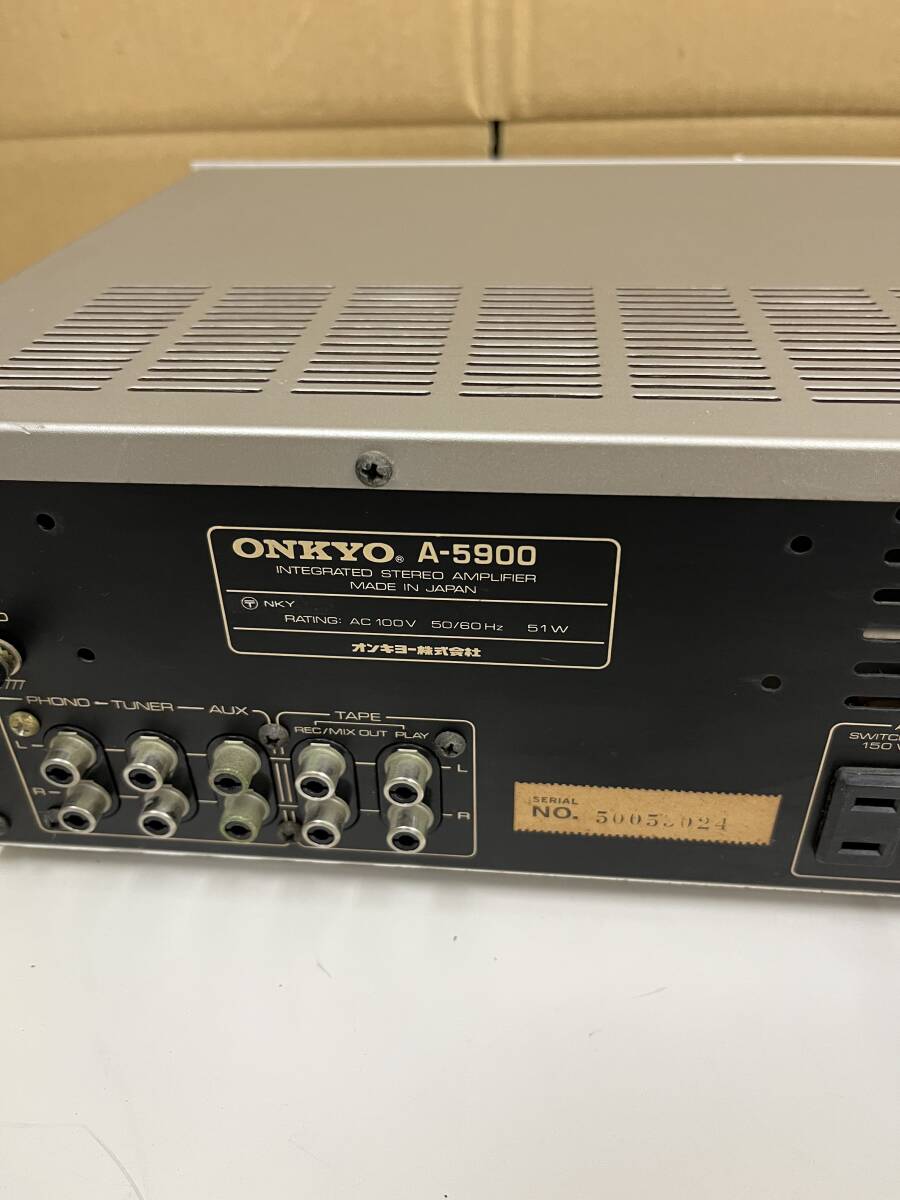 ONKYO® A-5900
INTEGRATED STEREO AMPLIFIER
MADE IN JAPAN
〒 NKY
RATING: AC 100V 50/60Hz 51W
オンキヨー株式会社
PHONO TUNER AUX
TAPE
REC/MIX OUT PLAY
L
L
R
R
SERIAL
NO.
SWITCH
150